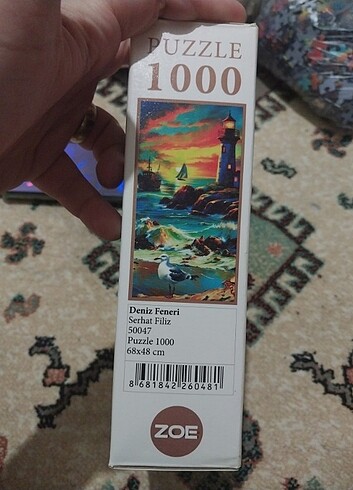 PUZZLE
1000
Deniz Feneri
Serhat Filiz
50047
Puzzle 1000
68x48 cm
8 681842 260481
ZOE